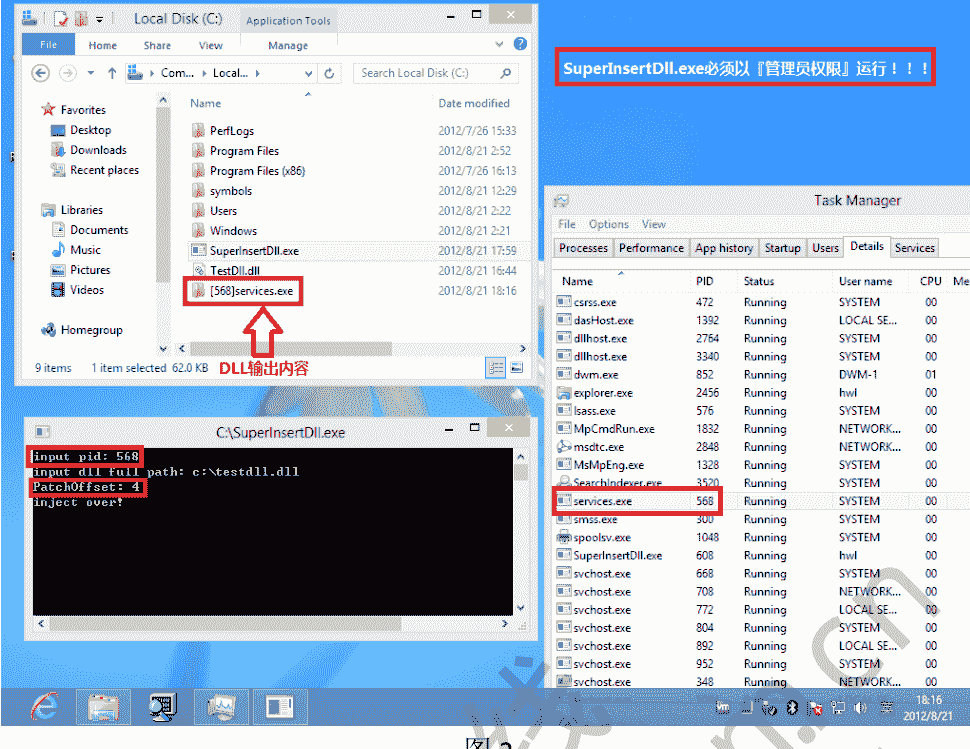 Local Disk (C:)
Application Tools
File
Home
Share
View
Manage
Com...
Local...
Search Local Disk (C:)
Favorites
Desktop
Downloads
Recent places
Libraries
Documents
Music
Pictures
Videos
Homegroup
Name Date modified
PerfLogs 2012/7/26 15:33
Program Files 2012/8/21 2:52
Program Files (x86) 2012/7/26 16:13
symbols 2012/8/21 12:29
Users 2012/8/21 2:22
Windows 2012/8/21 2:21
SuperInsertDll.exe 2012/8/21 17:59
TestDll.dll 2012/8/21 16:44
[568]services.exe 2012/8/21 18:16
9 items 1 item selected 62.0 KB
DLL输出内容
SuperInsertDll.exe必须以『管理员权限』运行！！！
C:\SuperInsertDll.exe
input pid: 568
input dll full path: c:\testdll.dll
PatchOffset: 4
inject over!
Task Manager
File Options View
Processes Performance App history Startup Users Details Services
Name PID Status User name CPU Me
csrss.exe 472 Running SYSTEM 00
dasHost.exe 1392 Running LOCAL SE... 00
dllhost.exe 2764 Running SYSTEM 00
dllhost.exe 3340 Running SYSTEM 00
dwm.exe 852 Running DWM-1 01
explorer.exe 2456 Running hwl 00
lsass.exe 576 Running SYSTEM 00
MpCmdRun.exe 1832 Running NETWORK... 00
msdtc.exe 2848 Running NETWORK... 00
MsMpEng.exe 1328 Running SYSTEM 00
SearchIndexer.exe 3520 Running SYSTEM 00
services.exe 568 Running SYSTEM 00
smss.exe 300 Running SYSTEM 00
spoolsv.exe 1048 Running SYSTEM 00
SuperInsertDll.exe 608 Running hwl 00
svchost.exe 668 Running SYSTEM 00
svchost.exe 708 Running NETWORK... 00
svchost.exe 772 Running LOCAL SE... 00
svchost.exe 804 Running SYSTEM 00
svchost.exe 892 Running LOCAL SE... 00
svchost.exe 952 Running SYSTEM 00
svchost.exe 348 Running NETWORK... 00
18:16
2012/8/21